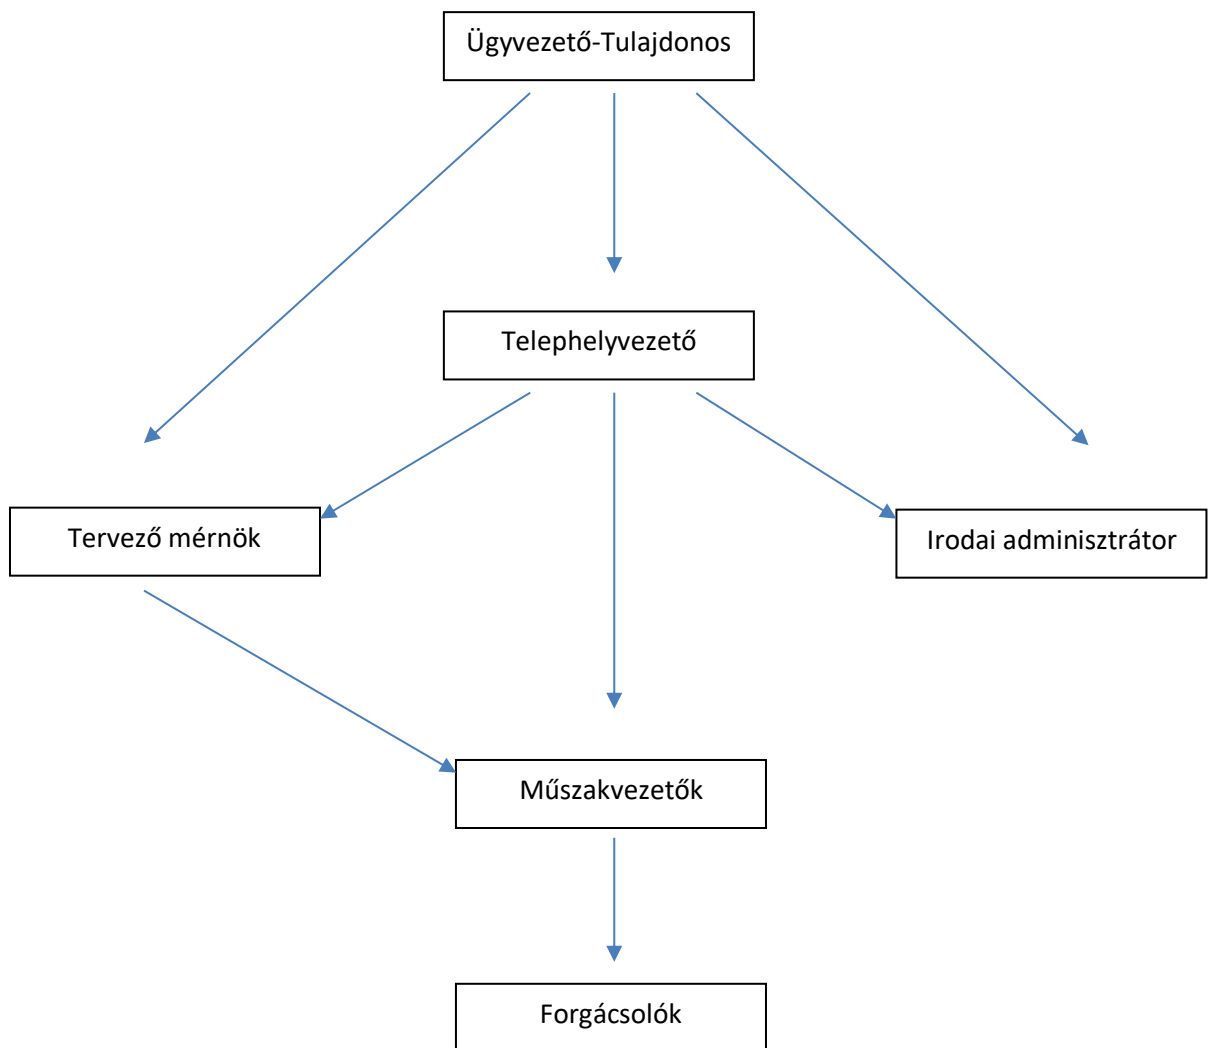 Ügyvezető-Tulajdonos
Telephelyvezető
Tervező mérnök
Irodai adminisztrátor
Műszakvezetők
Forgácsolók